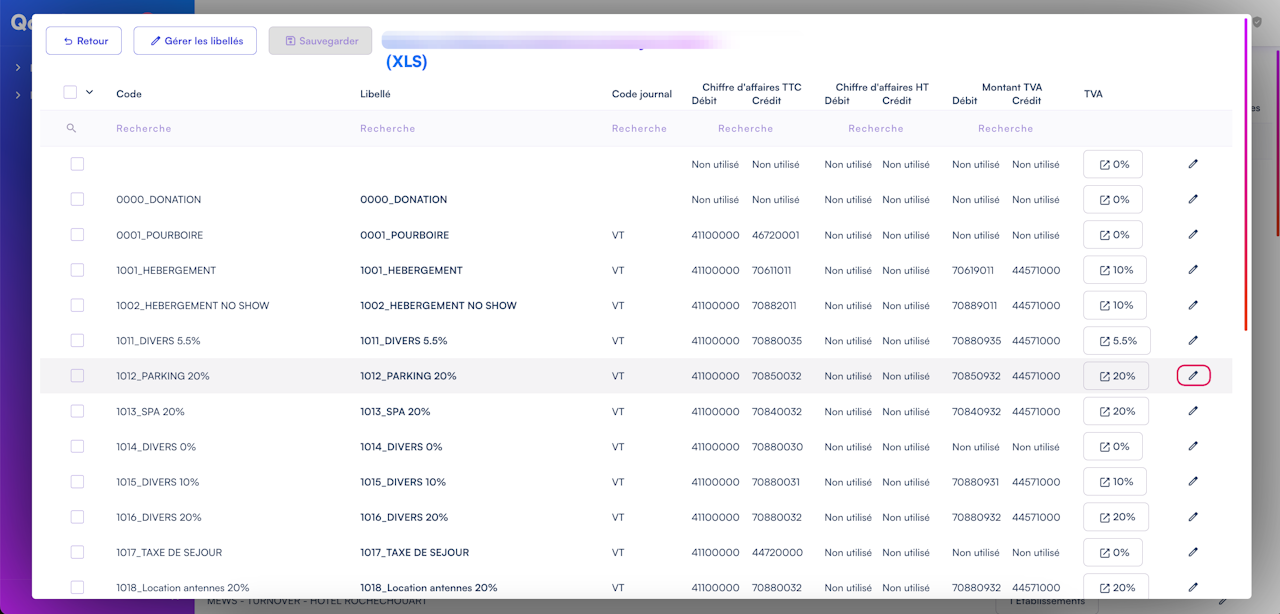 Retour Gérer les libellés Sauvegarder
(XLS)
Code Libellé Code journal Chiffre d'affaires TTC Débit Crédit Chiffre d'affaires HT Débit Crédit Montant TVA Débit Crédit TVA
Recherche Recherche Recherche Recherche Recherche Recherche
Non utilisé Non utilisé Non utilisé Non utilisé Non utilisé Non utilisé 0%
0000_DONATION 0000_DONATION Non utilisé Non utilisé Non utilisé Non utilisé Non utilisé Non utilisé 0%
0001_POURBOIRE 0001_POURBOIRE VT 41100000 46720001 Non utilisé Non utilisé Non utilisé Non utilisé 0%
1001_HEBERGEMENT 1001_HEBERGEMENT VT 41100000 70611011 Non utilisé Non utilisé 70619011 44571000 10%
1002_HEBERGEMENT NO SHOW 1002_HEBERGEMENT NO SHOW VT 41100000 70882011 Non utilisé Non utilisé 70889011 44571000 10%
1011_DIVERS 5.5% 1011_DIVERS 5.5% VT 41100000 70880035 Non utilisé Non utilisé 70880935 44571000 5.5%
1012_PARKING 20% 1012_PARKING 20% VT 41100000 70850032 Non utilisé Non utilisé 70850932 44571000 20%
1013_SPA 20% 1013_SPA 20% VT 41100000 70840032 Non utilisé Non utilisé 70840932 44571000 20%
1014_DIVERS 0% 1014_DIVERS 0% VT 41100000 70880030 Non utilisé Non utilisé Non utilisé Non utilisé 0%
1015_DIVERS 10% 1015_DIVERS 10% VT 41100000 70880031 Non utilisé Non utilisé 70880931 44571000 10%
1016_DIVERS 20% 1016_DIVERS 20% VT 41100000 70880032 Non utilisé Non utilisé 70880932 44571000 20%
1017_TAXE DE SEJOUR 1017_TAXE DE SEJOUR VT 41100000 44720000 Non utilisé Non utilisé Non utilisé Non utilisé 0%
1018_Location antennes 20% 1018_Location antennes 20% VT 41100000 70830032 Non utilisé Non utilisé 70830932 44571000 20%
MEWS - TURNOVER - HOTEL ROCHECHOUART 1 Etablissements